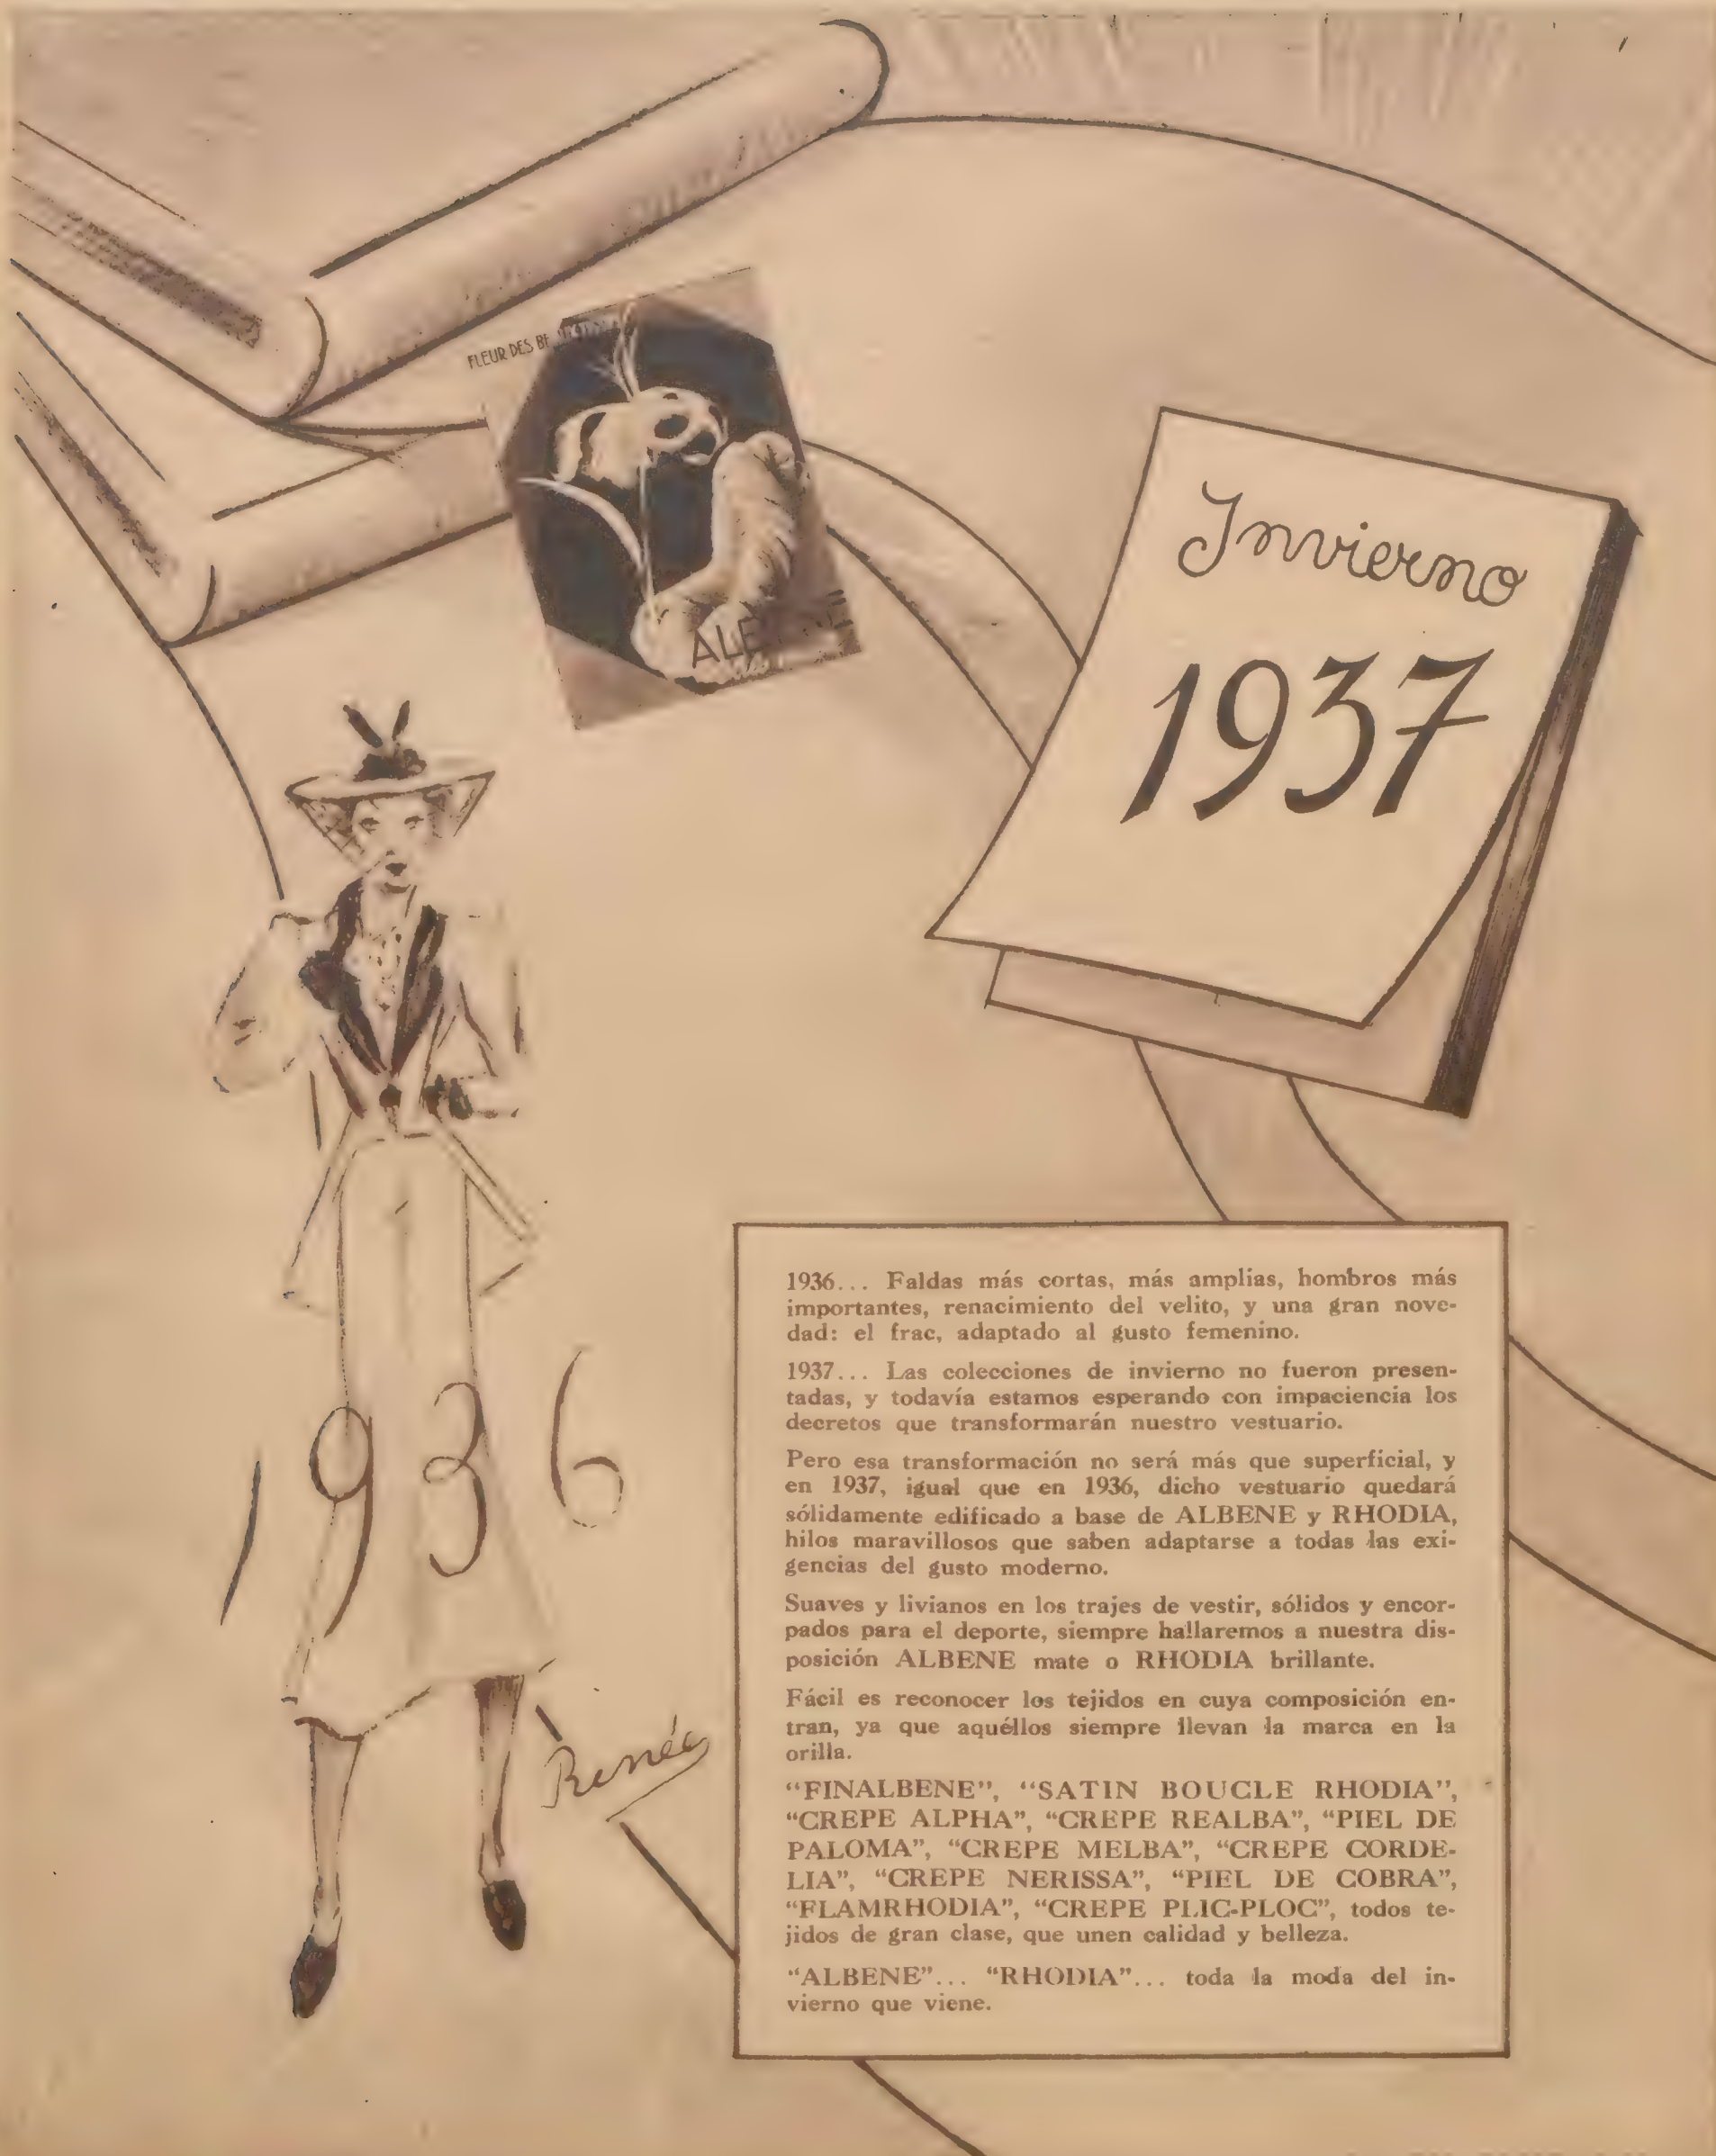 FLEUR DES
Invierno
1937
1936
Renée
1936... Faldas más cortas, más amplias, hombros más
importantes, renacimiento del velito, y una gran nove-
dad: el frac, adaptado al gusto femenino.
1937... Las colecciones de invierno no fueron presen-
tadas, y todavía estamos esperando con impaciencia los
decretos que transformarán nuestro vestuario.
Pero esa transformación no será más que superficial, y
en 1937, igual que en 1936, dicho vestuario quedará
sólidamente edificado a base de ALBENE y RHODIA,
hilos maravillosos que saben adaptarse a todas las exi-
gencias del gusto moderno.
Suaves y livianos en los trajes de vestir, sólidos y encor-
pados para el deporte, siempre hallaremos a nuestra dis-
posición ALBENE mate o RHODIA brillante.
Fácil es reconocer los tejidos en cuya composición en-
tran, ya que aquéllos siempre llevan la marca en la
orilla.
“FINALBENE”, “SATIN BOUCLE RHODIA”,
“CREPE ALPHA”, “CREPE REALBA”, “PIEL DE
PALOMA”, “CREPE MELBA”, “CREPE CORDE-
LIA”, “CREPE NERISSA”, “PIEL DE COBRA”,
“FLAMRHODIA”, “CREPE PLIC-PLOC”, todos te-
jidos de gran clase, que unen calidad y belleza.
“ALBENE”... “RHODIA”... toda la moda del in-
vierno que viene.